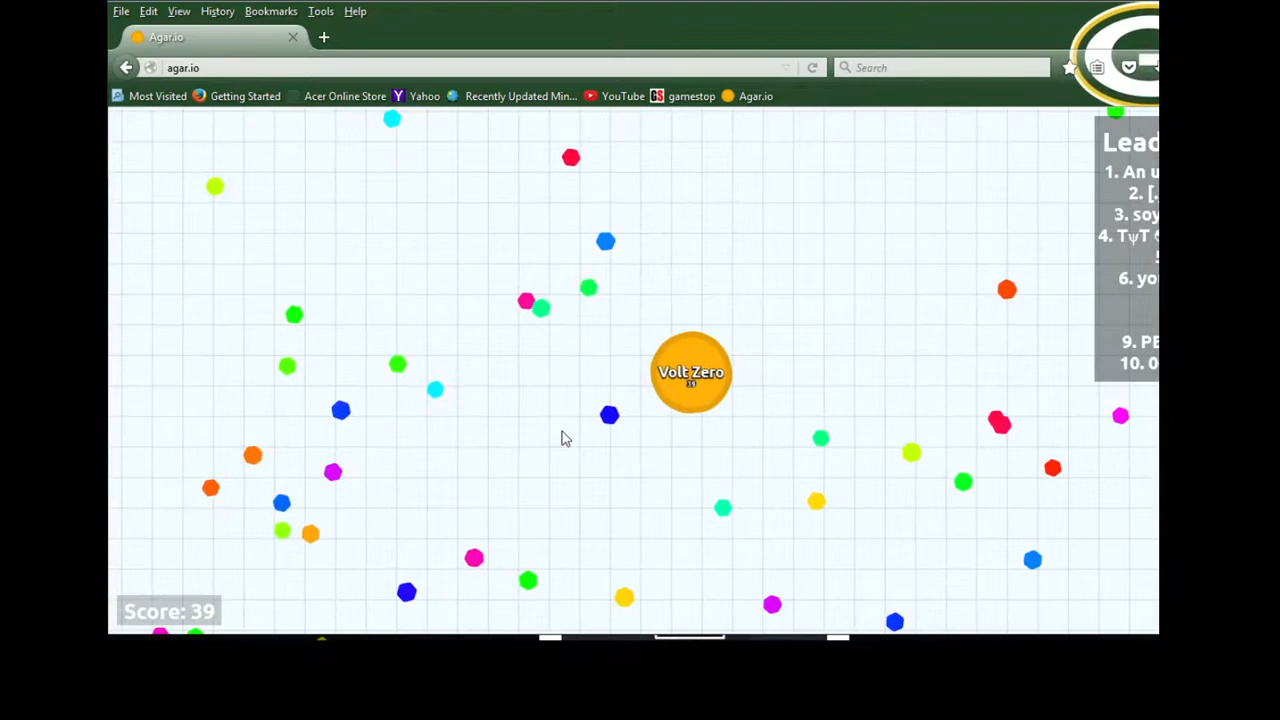 File Edit View History Bookmarks Tools Help
Agar.io
agar.io
Search
Most Visited Getting Started Acer Online Store Yahoo Recently Updated Min... YouTube gamestop Agar.io
Lead
1. An u
2. [.
3. soy
4. TψT
6. yo
9. PE
10. 0
Volt Zero
39
Score: 39